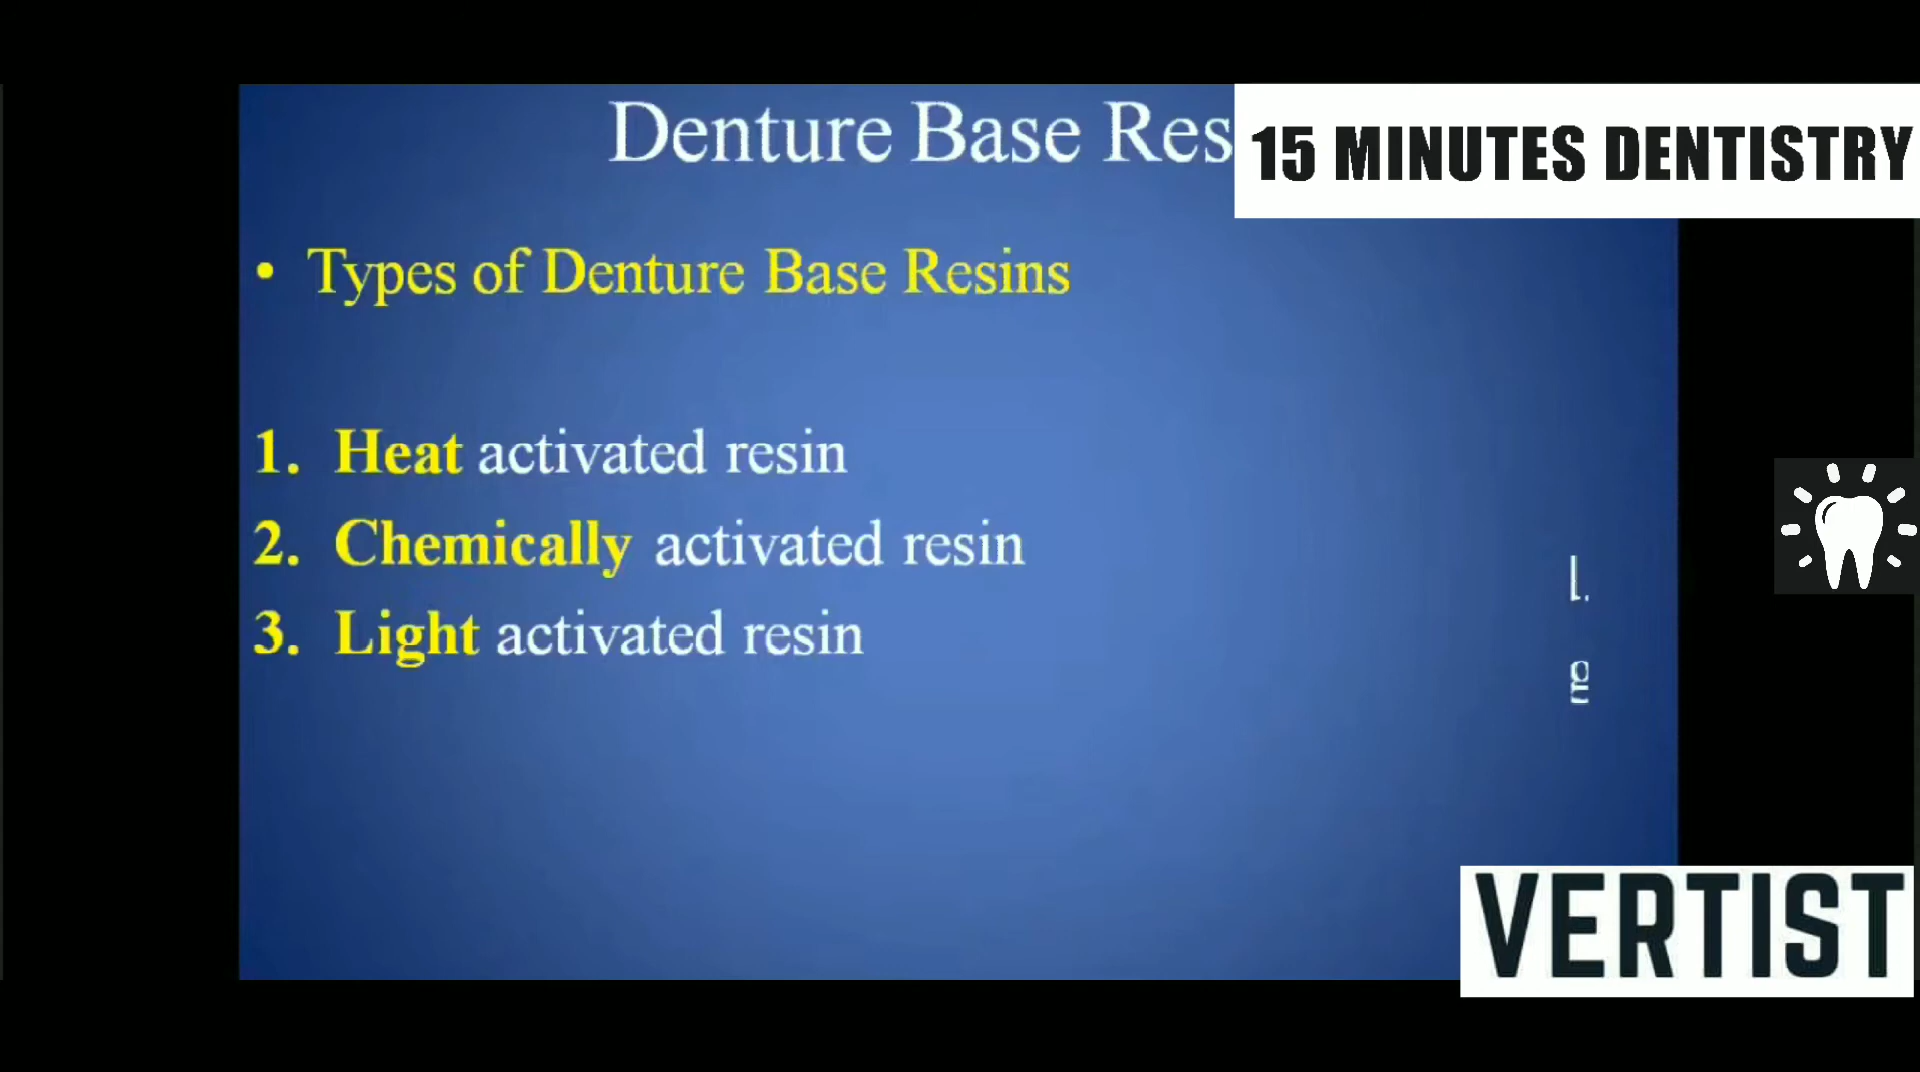 Denture Base Res
15 MINUTES DENTISTRY
• Types of Denture Base Resins
1. Heat activated resin
2. Chemically activated resin
3. Light activated resin
VERTIST